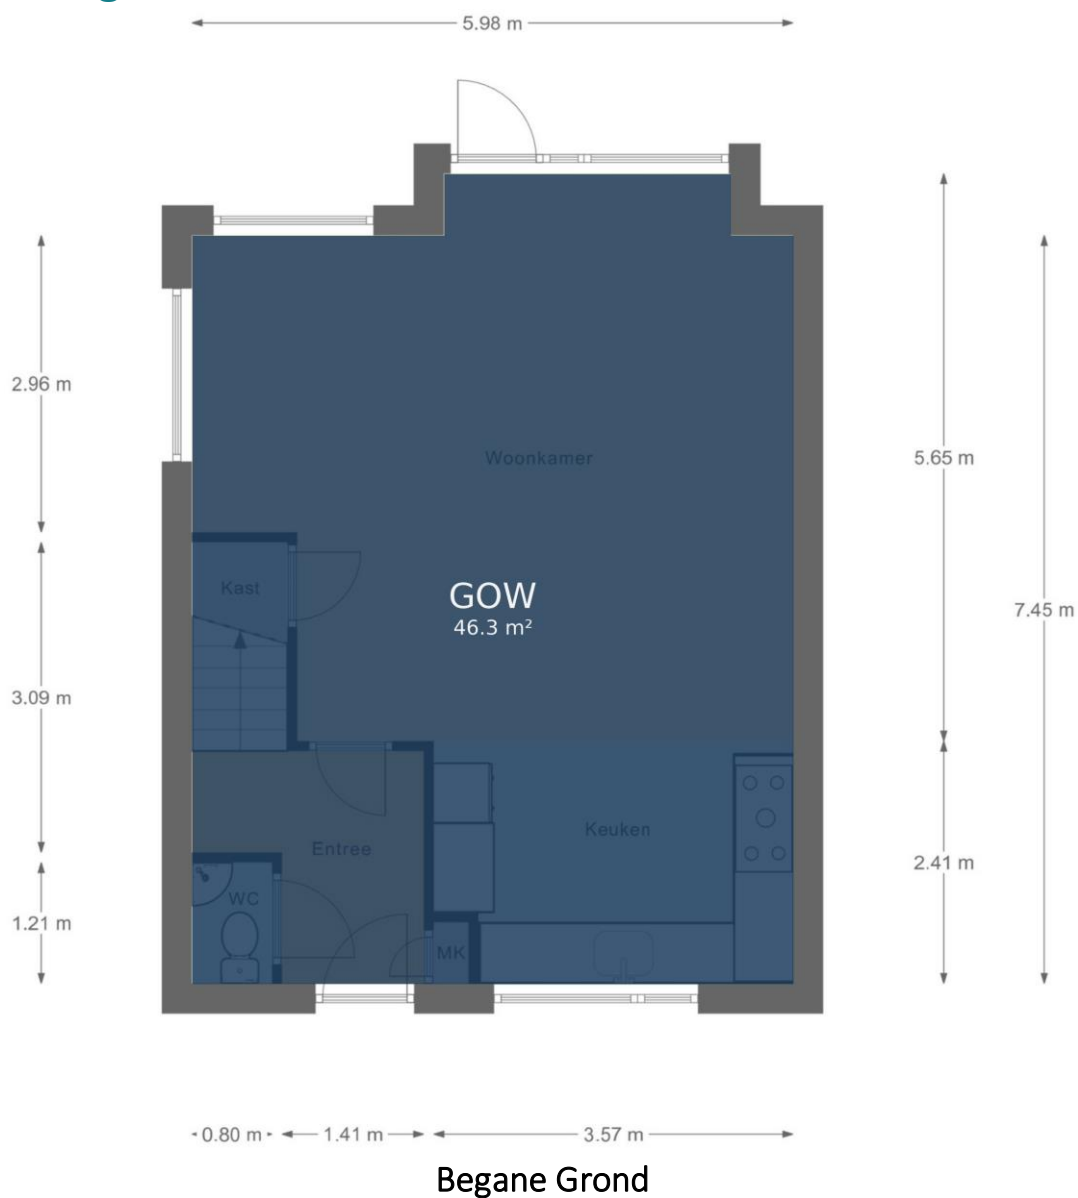 5.98 m
2.96 m
Woonkamer
5.65 m
Kast
GOW
46.3 m²
7.45 m
3.09 m
Keuken
Entree
2.41 m
WC
1.21 m
MK
0.80 m
1.41 m
3.57 m
Begane Grond